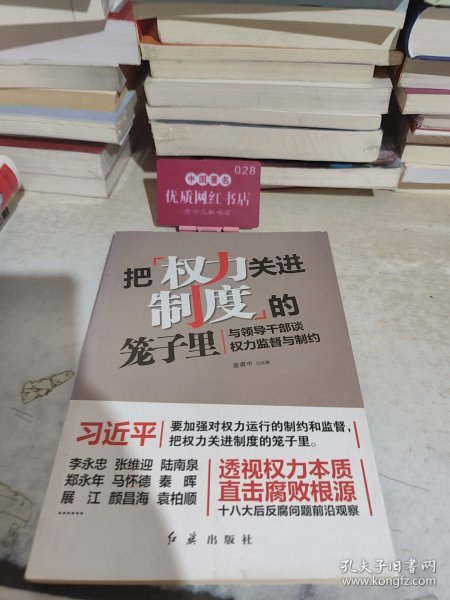 028
中国著名
优质网红书店
把「权力关进
制度」的
笼子里
与领导干部谈
权力监督与制约
皇甫中 ◎主编
习近平
要加强对权力运行的制约和监督，
把权力关进制度的笼子里。
李永忠 张维迎 陆南泉
郑永年 马怀德 秦晖
展江 颜昌海 袁柏顺
……
透视权力本质
直击腐败根源
十八大后反腐问题前沿观察
红旗出版社
孔夫子旧书网
www.kongfz.com